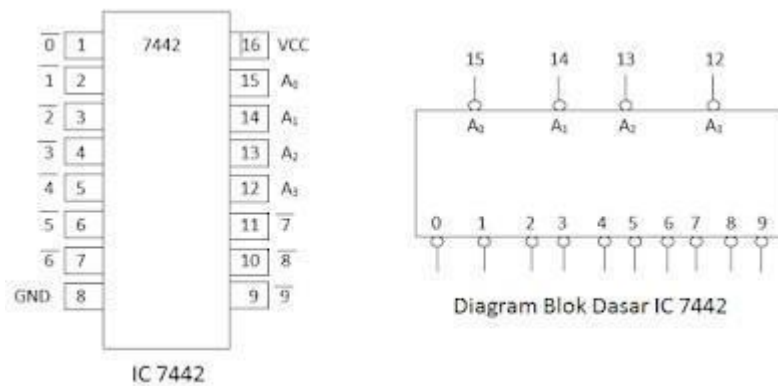 7442
0̅ 1 16 VCC
1̅ 2 15 A₀
2̅ 3 14 A₁
3̅ 4 13 A₂
4̅ 5 12 A₃
5̅ 6 11 7̅
6̅ 7 10 8̅
GND 8 9 9̅
IC 7442
15 14 13 12
A₀ A₁ A₂ A₃
0 1 2 3 4 5 6 7 8 9
Diagram Blok Dasar IC 7442